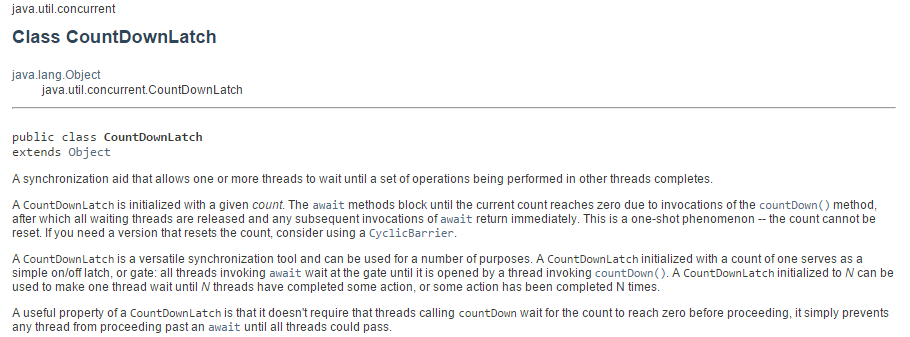 java.util.concurrent
Class CountDownLatch
java.lang.Object
java.util.concurrent.CountDownLatch
public class CountDownLatch
extends Object
A synchronization aid that allows one or more threads to wait until a set of operations being performed in other threads completes.
A CountDownLatch is initialized with a given count. The await methods block until the current count reaches zero due to invocations of the countDown() method,
after which all waiting threads are released and any subsequent invocations of await return immediately. This is a one-shot phenomenon -- the count cannot be
reset. If you need a version that resets the count, consider using a CyclicBarrier.
A CountDownLatch is a versatile synchronization tool and can be used for a number of purposes. A CountDownLatch initialized with a count of one serves as a
simple on/off latch, or gate: all threads invoking await wait at the gate until it is opened by a thread invoking countDown(). A CountDownLatch initialized to N can be
used to make one thread wait until N threads have completed some action, or some action has been completed N times.
A useful property of a CountDownLatch is that it doesn't require that threads calling countDown wait for the count to reach zero before proceeding, it simply prevents
any thread from proceeding past an await until all threads could pass.